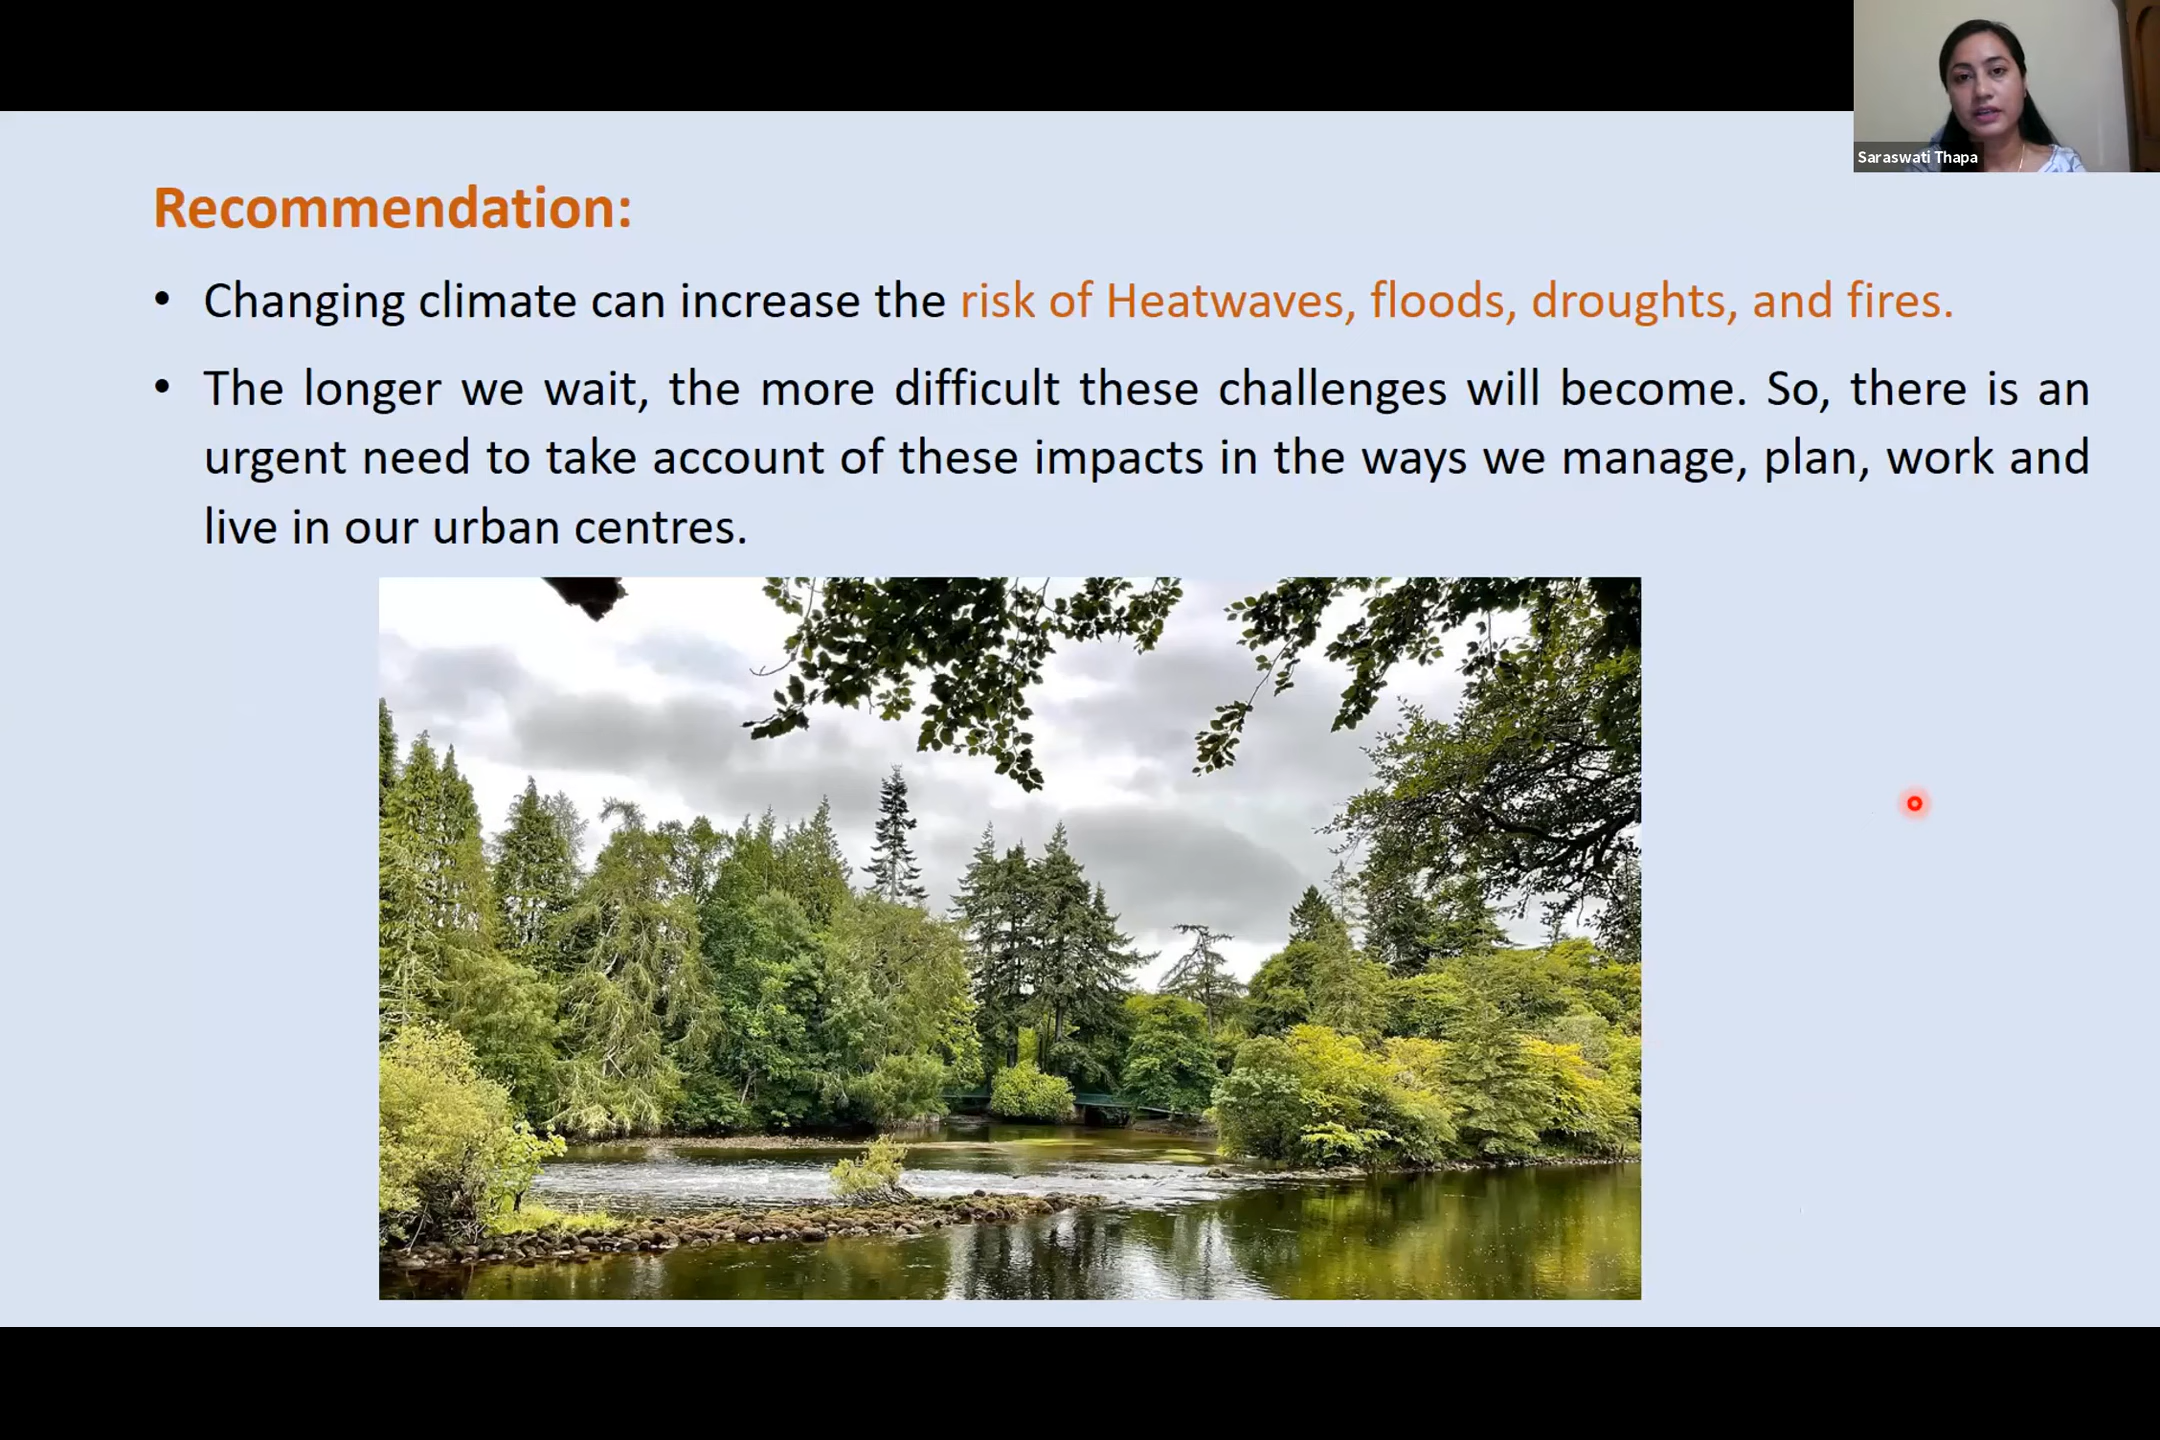 Saraswati Thapa
Recommendation:
• Changing climate can increase the risk of Heatwaves, floods, droughts, and fires.
• The longer we wait, the more difficult these challenges will become. So, there is an
urgent need to take account of these impacts in the ways we manage, plan, work and
live in our urban centres.